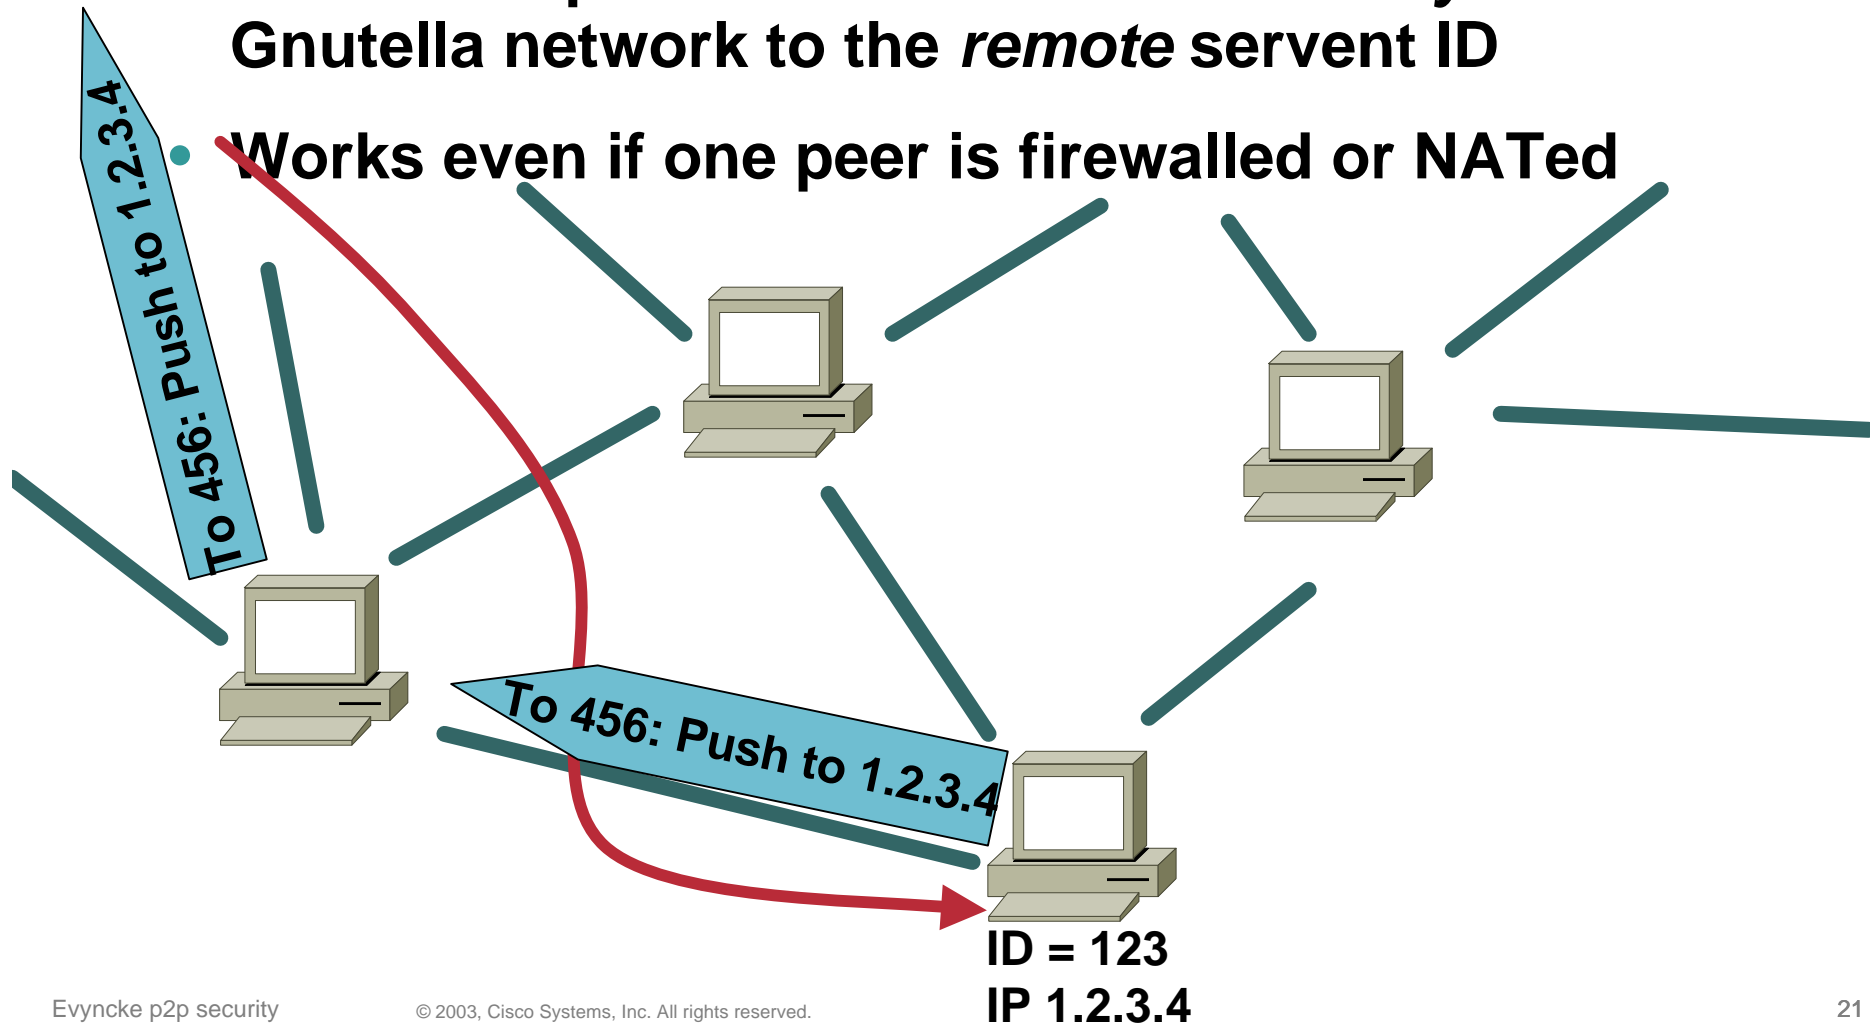 Gnutella network to the remote servent ID
• Works even if one peer is firewalled or NATed
To 456: Push to 1.2.3.4
To 456: Push to 1.2.3.4
ID = 123
IP 1.2.3.4
Evyncke p2p security
© 2003, Cisco Systems, Inc. All rights reserved.
21